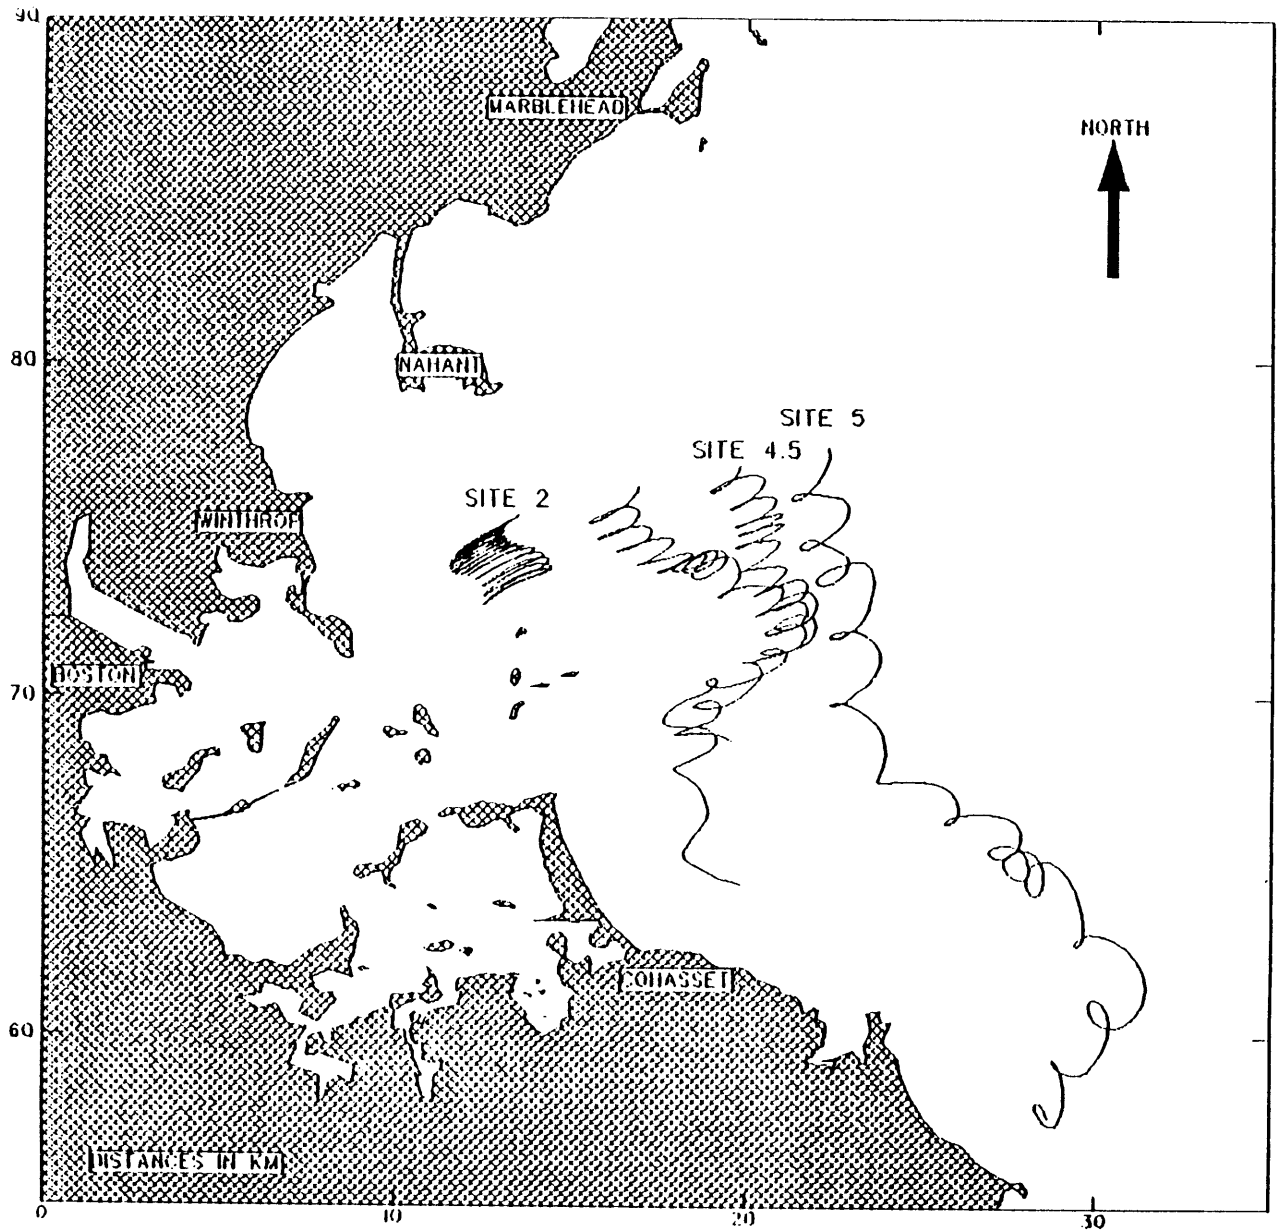 90
MARBLEHEAD
NORTH
80
NAHANT
SITE 5
SITE 4.5
SITE 2
WINTHROP
BOSTON
70
COHASSET
60
DISTANCES IN KM
0
10
20
30